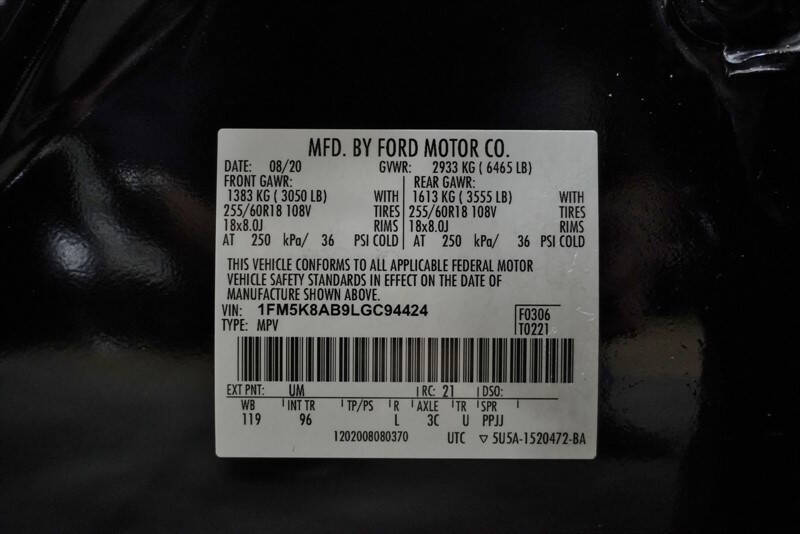 MFD. BY FORD MOTOR CO.
DATE: 08/20 GVWR: 2933 KG ( 6465 LB)
FRONT GAWR: REAR GAWR:
1383 KG ( 3050 LB) WITH 1613 KG ( 3555 LB) WITH
255/60R18 108V TIRES 255/60R18 108V TIRES
18x8.0J RIMS 18x8.0J RIMS
AT 250 kPa/ 36 PSI COLD AT 250 kPa/ 36 PSI COLD
THIS VEHICLE CONFORMS TO ALL APPLICABLE FEDERAL MOTOR
VEHICLE SAFETY STANDARDS IN EFFECT ON THE DATE OF
MANUFACTURE SHOWN ABOVE.
VIN: 1FM5K8AB9LGC94424 F0306
TYPE: MPV T0221
EXT PNT: UM RC: 21 DSO:
WB INT TR TP/PS R AXLE TR SPR
119 96 L 3C U PPJJ
1202008080370 UTC ▽ 5U5A-1520472-BA